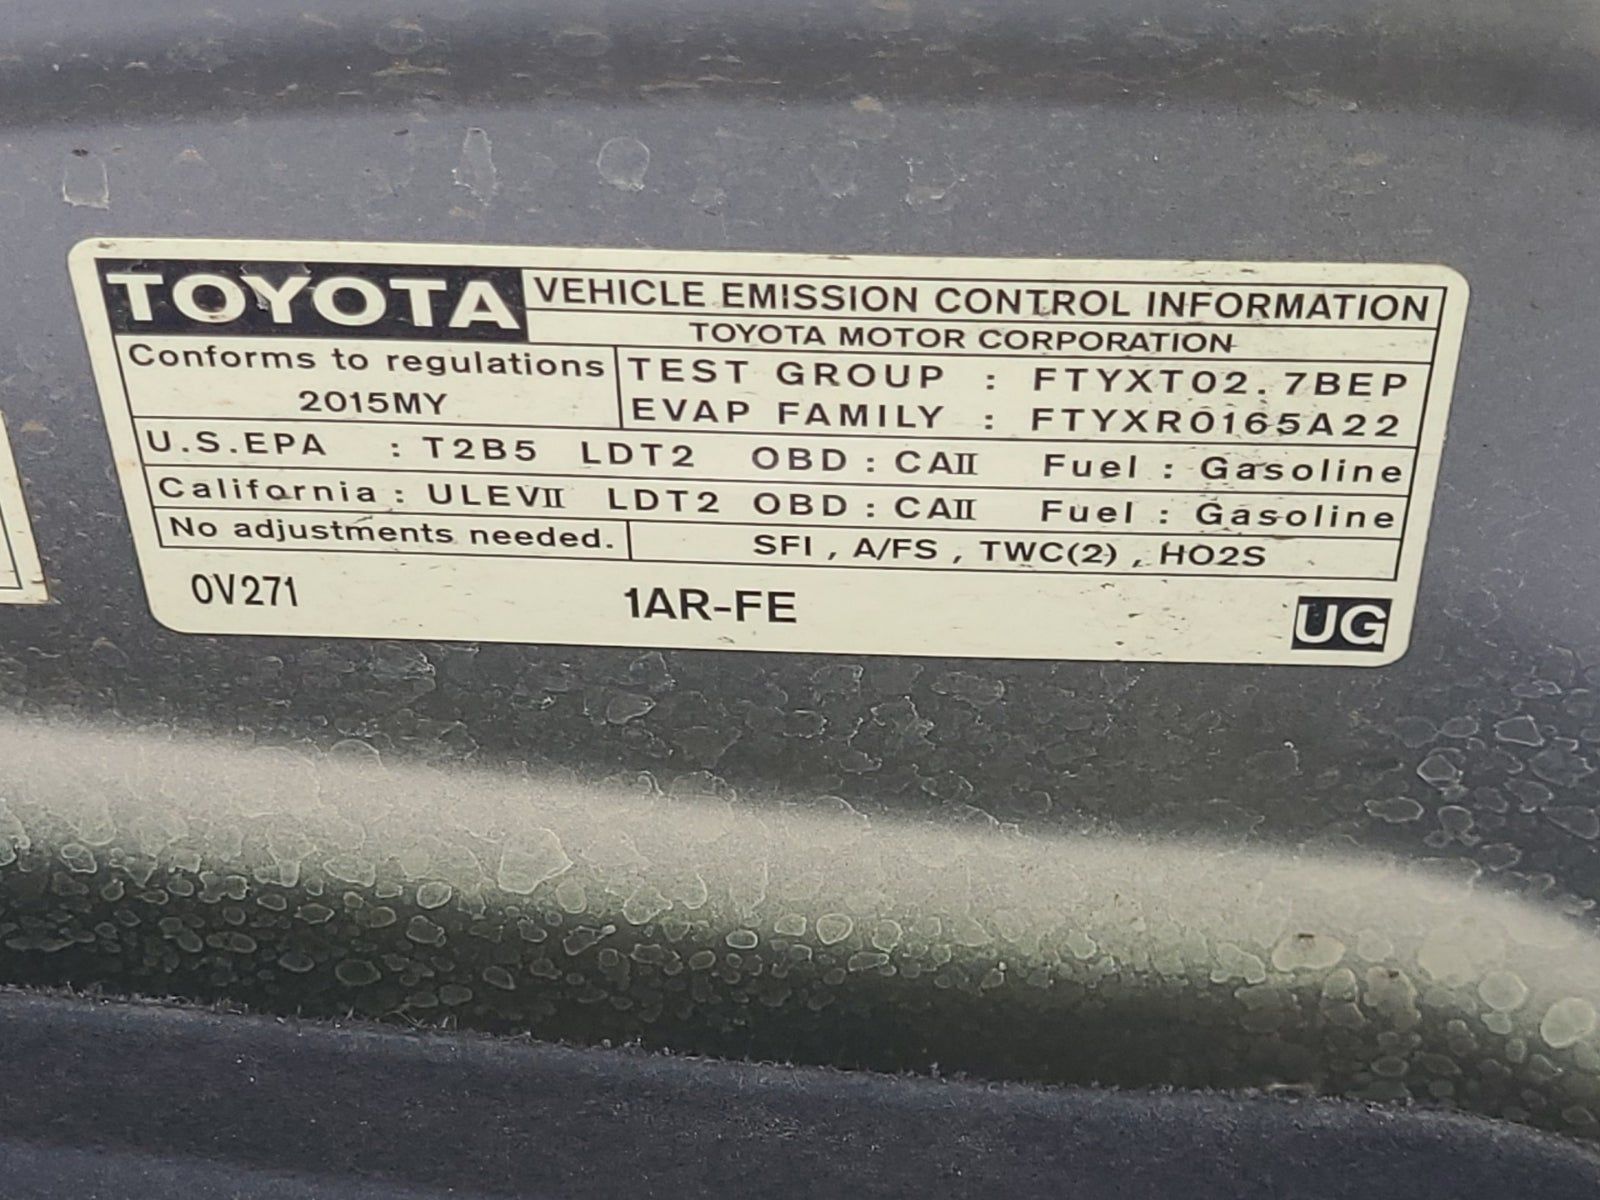 TOYOTA VEHICLE EMISSION CONTROL INFORMATION
TOYOTA MOTOR CORPORATION
Conforms to regulations
2015MY
TEST GROUP : FTYXT02.7BEP
EVAP FAMILY : FTYXR0165A22
U.S.EPA : T2B5 LDT2 OBD : CAII Fuel : Gasoline
California : ULEVII LDT2 OBD : CAII Fuel : Gasoline
No adjustments needed. SFI , A/FS , TWC(2) , HO2S
0V271 1AR-FE UG